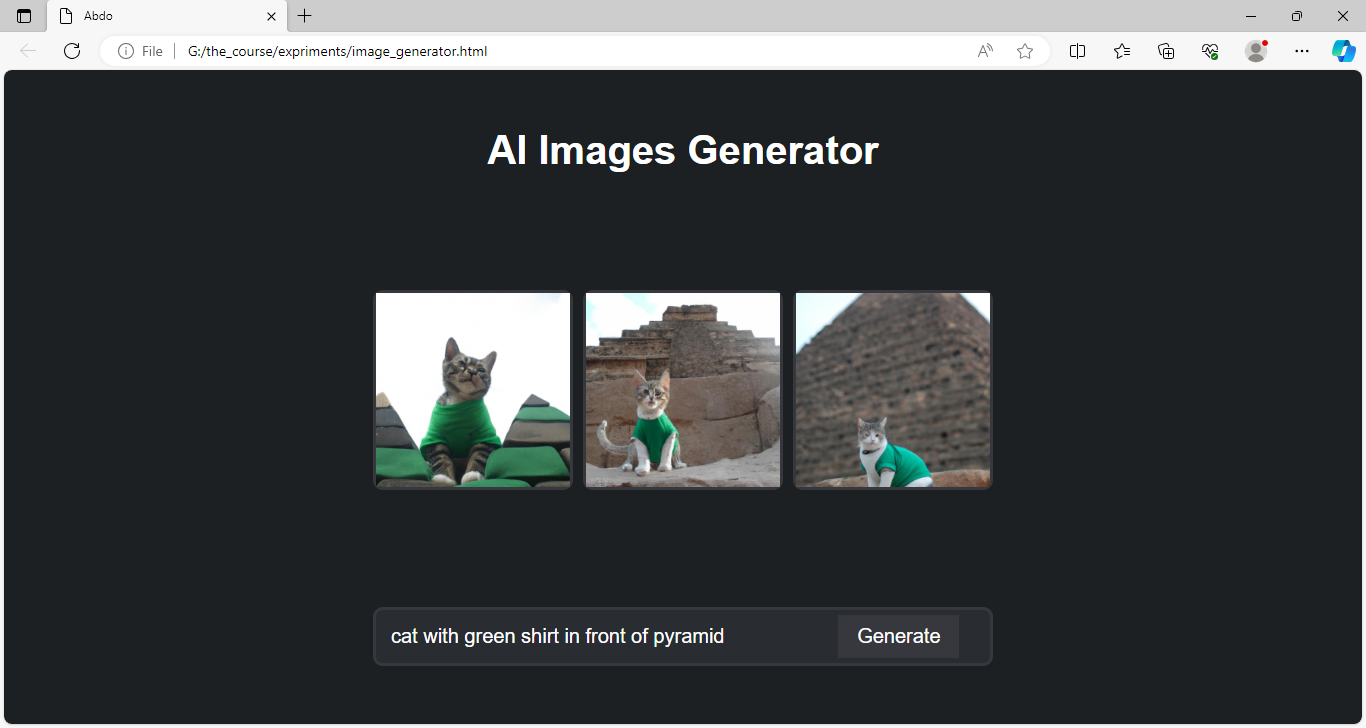 Abdo
File
G:/the_course/expriments/image_generator.html
AI Images Generator
cat with green shirt in front of pyramid
Generate